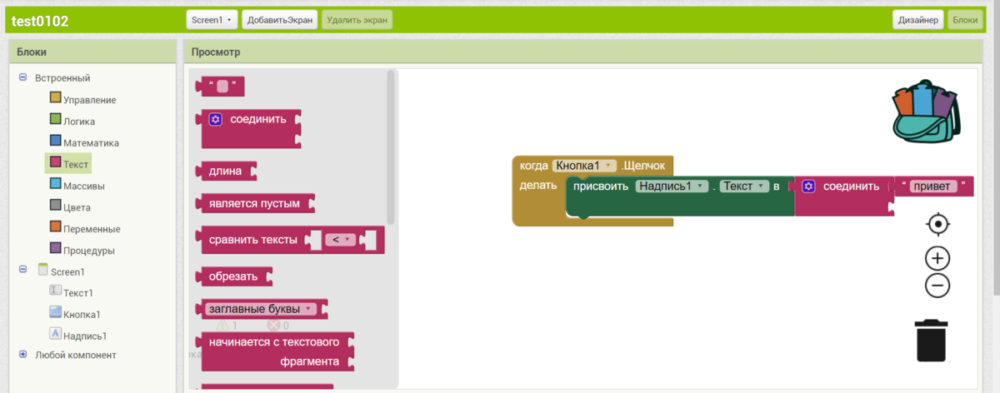 test0102
Screen1
ДобавитьЭкран
Удалить экран
Дизайнер
Блоки
Блоки
Встроенный
Управление
Логика
Математика
Текст
Массивы
Цвета
Переменные
Процедуры
Screen1
Текст1
Кнопка1
Надпись1
Любой компонент
Просмотр
“ ”
соединить
длина
является пустым
сравнить тексты <
обрезать
заглавные буквы
1 0
начинается с текстового
фрагмента
когда Кнопка1 .Щелчок
делать присвоить Надпись1 . Текст в соединить “ привет ”